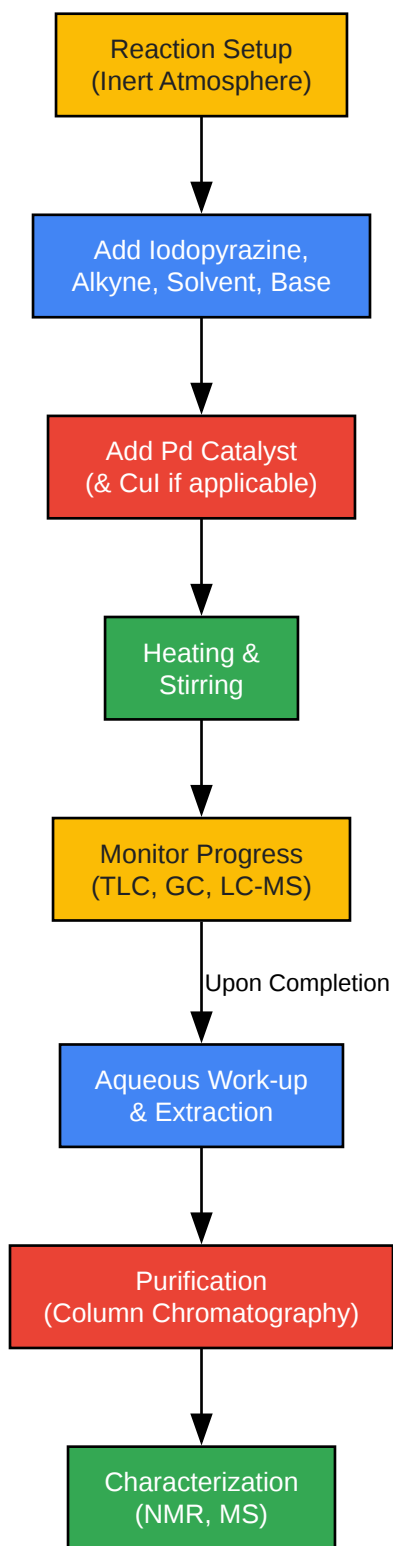 Reaction Setup
(Inert Atmosphere)
Add Iodopyrazine,
Alkyne, Solvent, Base
Add Pd Catalyst
(& CuI if applicable)
Heating &
Stirring
Monitor Progress
(TLC, GC, LC-MS)
Upon Completion
Aqueous Work-up
& Extraction
Purification
(Column Chromatography)
Characterization
(NMR, MS)